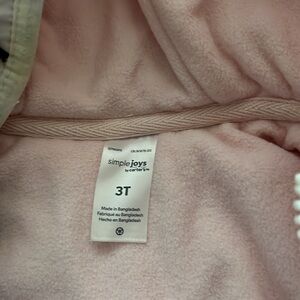 simple joys
by carter's
3T
Made in Bangladesh
Fabriqué au Bangladesh
Hecho en Bangladesh